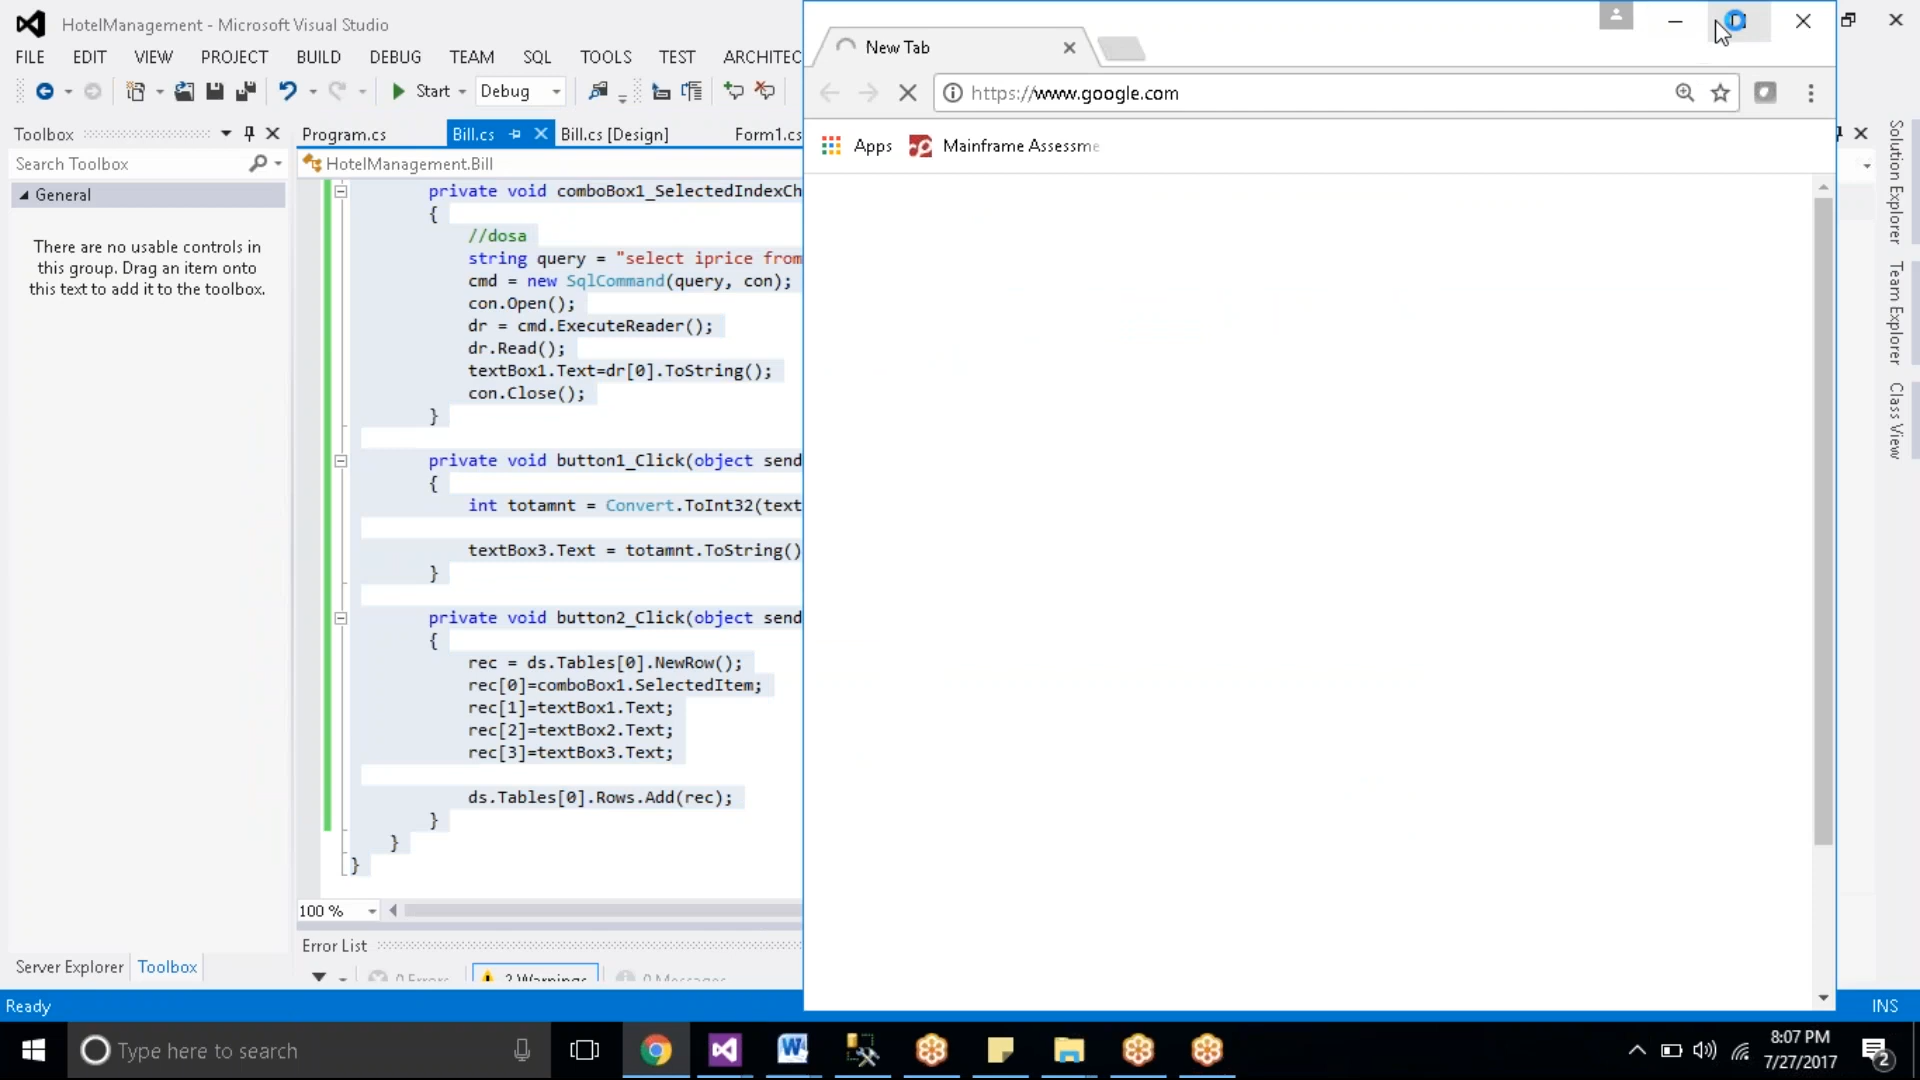 HotelManagement - Microsoft Visual Studio
FILE EDIT VIEW PROJECT BUILD DEBUG TEAM SQL TOOLS TEST ARCHITEC
Start Debug
Toolbox
Search Toolbox
General
There are no usable controls in
this group. Drag an item onto
this text to add it to the toolbox.
Server Explorer Toolbox
Program.cs Bill.cs Bill.cs [Design] Form1.cs
HotelManagement.Bill
private void comboBox1_SelectedIndexCh
{
//dosa
string query = "select iprice from
cmd = new SqlCommand(query, con);
con.Open();
dr = cmd.ExecuteReader();
dr.Read();
textBox1.Text=dr[0].ToString();
con.Close();
}
private void button1_Click(object send
{
int totamnt = Convert.ToInt32(text
textBox3.Text = totamnt.ToString()
}
private void button2_Click(object send
{
rec = ds.Tables[0].NewRow();
rec[0]=comboBox1.SelectedItem;
rec[1]=textBox1.Text;
rec[2]=textBox2.Text;
rec[3]=textBox3.Text;
ds.Tables[0].Rows.Add(rec);
}
}
}
100 %
Error List
0 Errors 2 Warnings 0 Messages
New Tab
https://www.google.com
Apps Mainframe Assessme
Solution Explorer
Team Explorer
Class View
Ready INS
Type here to search
8:07 PM
7/27/2017
2